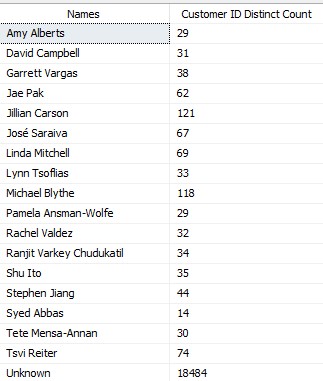 Names Customer ID Distinct Count
Amy Alberts 29
David Campbell 31
Garrett Vargas 38
Jae Pak 62
Jillian Carson 121
José Saraiva 67
Linda Mitchell 69
Lynn Tsoflias 33
Michael Blythe 118
Pamela Ansman-Wolfe 29
Rachel Valdez 32
Ranjit Varkey Chudukatil 34
Shu Ito 35
Stephen Jiang 44
Syed Abbas 14
Tete Mensa-Annan 30
Tsvi Reiter 74
Unknown 18484